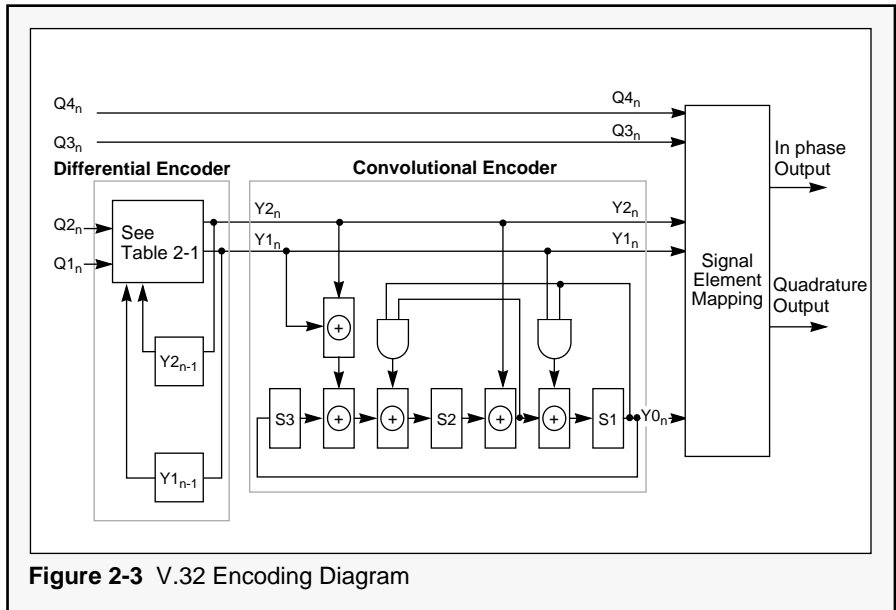 Q4n
Q4n
Q3n
Q3n
Differential Encoder
Convolutional Encoder
In phase
Output
Q2n
Q1n
See
Table 2-1
Y2n
Y1n
Y2n
Y1n
Signal
Element
Mapping
Quadrature
Output
+
Y2n-1
S3
+
+
S2
+
+
S1
Y0n
Y1n-1
Figure 2-3 V.32 Encoding Diagram